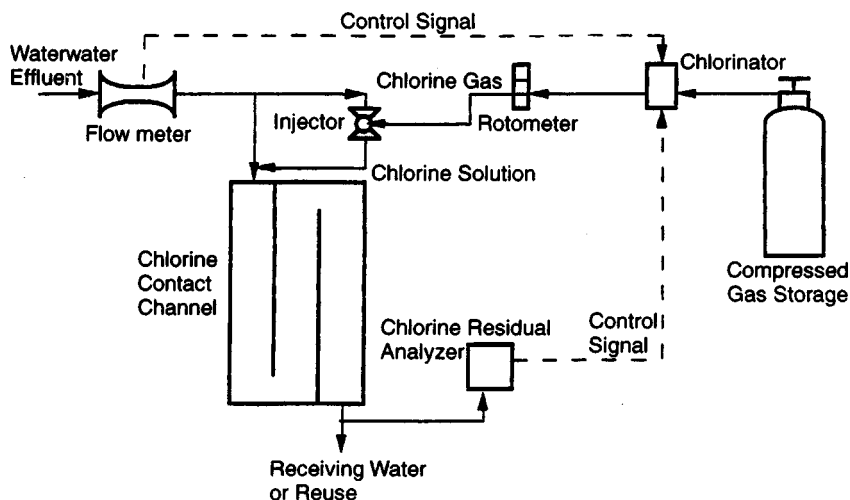 Control Signal
Waterwater
Effluent
Flow meter
Chlorine Gas
Chlorinator
Injector
Rotometer
Chlorine Solution
Chlorine
Contact
Channel
Compressed
Gas Storage
Chlorine Residual
Analyzer
Control
Signal
Receiving Water
or Reuse